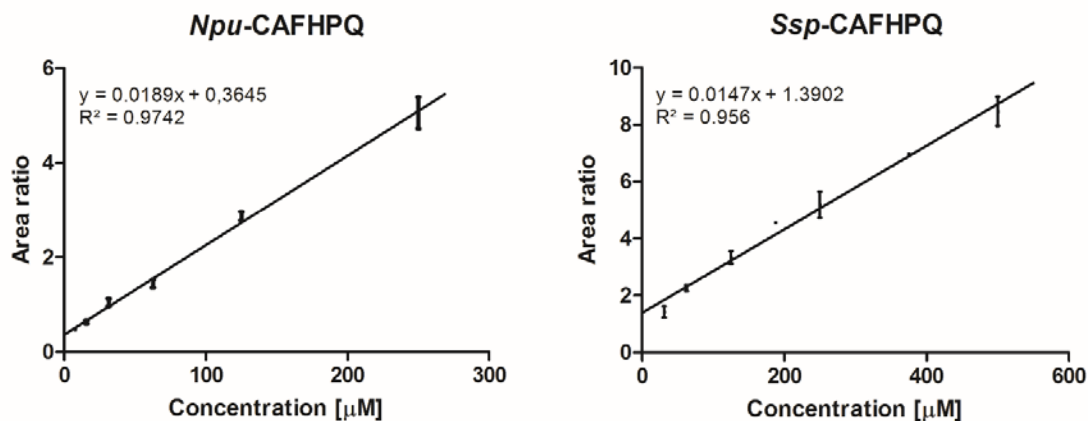 Npu-CAFHPQ
6
4
2
0
Area ratio
y = 0.0189x + 0,3645
R² = 0.9742
0
100
200
300
Concentration [μM]
Ssp-CAFHPQ
10
8
6
4
2
0
Area ratio
y = 0.0147x + 1.3902
R² = 0.956
0
200
400
600
Concentration [μM]